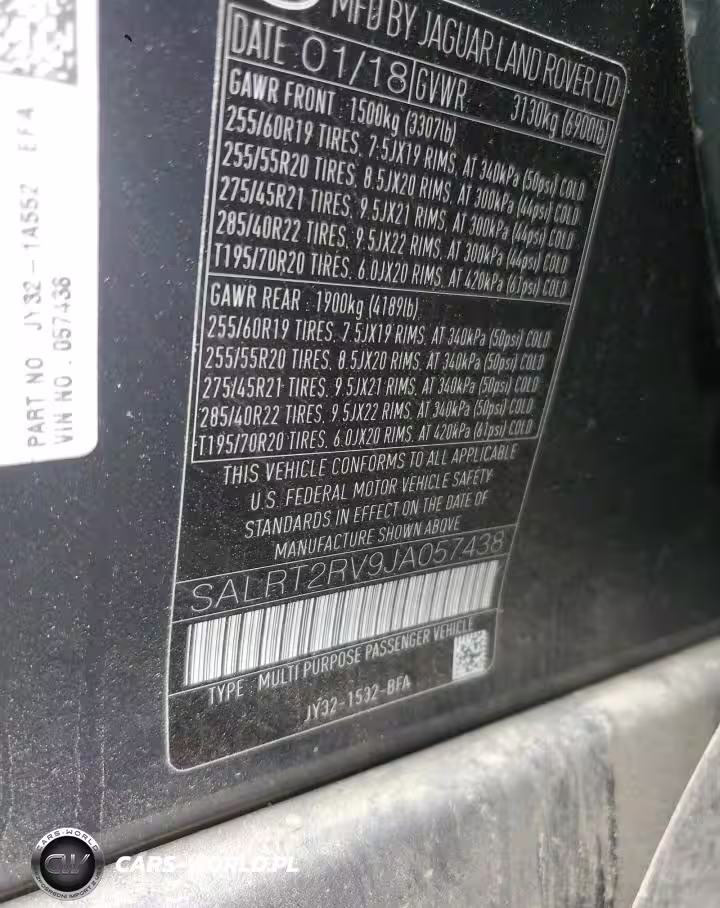 MFD BY JAGUAR LAND ROVER LTD
DATE 01/18 GVWR 3130kg (6900lb)
GAWR FRONT : 1500kg (3307lb)
255/60R19 TIRES. 7.5JX19 RIMS. AT 340kPa (50psi) COLD
255/55R20 TIRES. 8.5JX20 RIMS. AT 300kPa (44psi) COLD
275/45R21 TIRES. 9.5JX21 RIMS. AT 300kPa (44psi) COLD
285/40R22 TIRES. 9.5JX22 RIMS. AT 300kPa (44psi) COLD
T195/70R20 TIRES. 6.0JX20 RIMS. AT 420kPa (61psi) COLD
GAWR REAR : 1900kg (4189lb)
255/60R19 TIRES. 7.5JX19 RIMS. AT 340kPa (50psi) COLD
255/55R20 TIRES. 8.5JX20 RIMS. AT 340kPa (50psi) COLD
275/45R21 TIRES. 9.5JX21 RIMS. AT 340kPa (50psi) COLD
285/40R22 TIRES. 9.5JX22 RIMS. AT 340kPa (50psi) COLD
T195/70R20 TIRES. 6.0JX20 RIMS. AT 420kPa (61psi) COLD
THIS VEHICLE CONFORMS TO ALL APPLICABLE
U.S. FEDERAL MOTOR VEHICLE SAFETY
STANDARDS IN EFFECT ON THE DATE OF
MANUFACTURE SHOWN ABOVE
SALRT2RV9JA057438
TYPE MULTI PURPOSE PASSENGER VEHICLE
JY32-1532-BFA
PART NO JY32-1A552 EFA
VIN NO. 057438
CARS-WORLD
CW
CARS-WORLD.PL